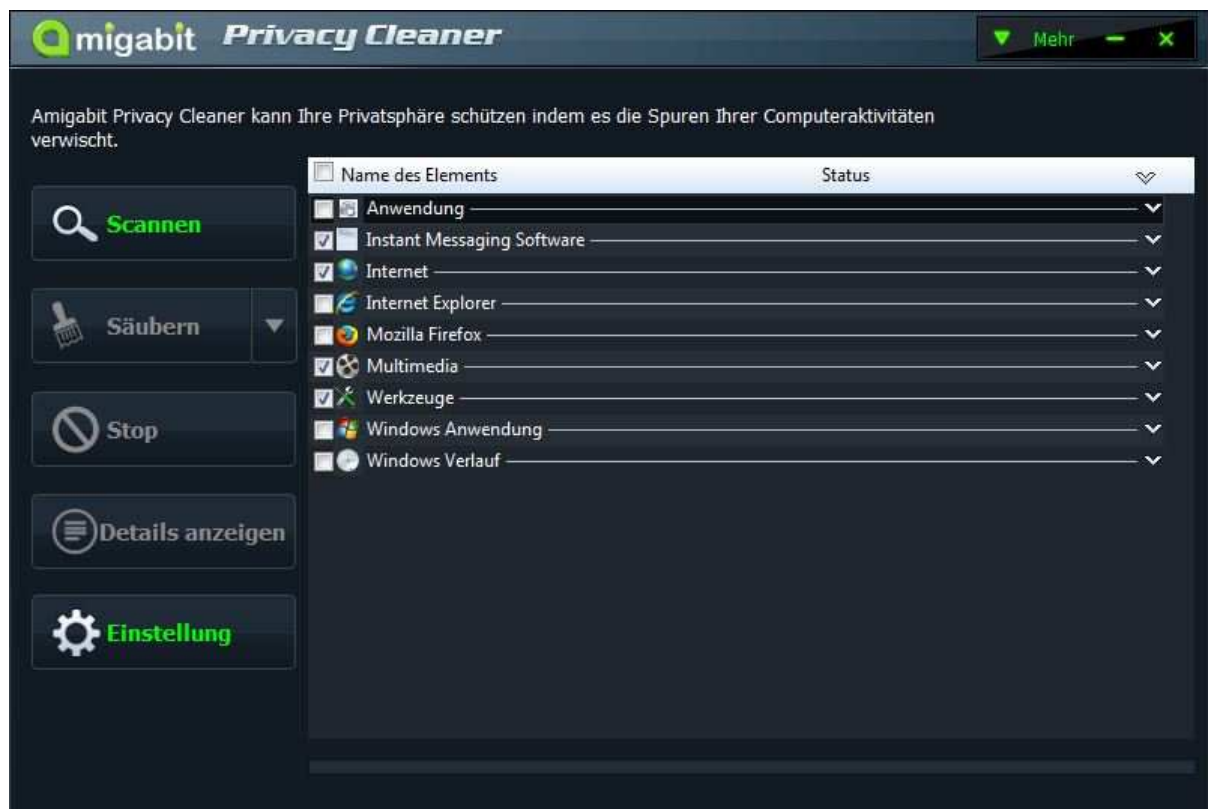 amigabit Privacy Cleaner
Mehr
Amigabit Privacy Cleaner kann Ihre Privatsphäre schützen indem es die Spuren Ihrer Computeraktivitäten
verwischt.
Name des Elements Status
Scannen
Säubern
Stop
Details anzeigen
Einstellung
Anwendung
Instant Messaging Software
Internet
Internet Explorer
Mozilla Firefox
Multimedia
Werkzeuge
Windows Anwendung
Windows Verlauf